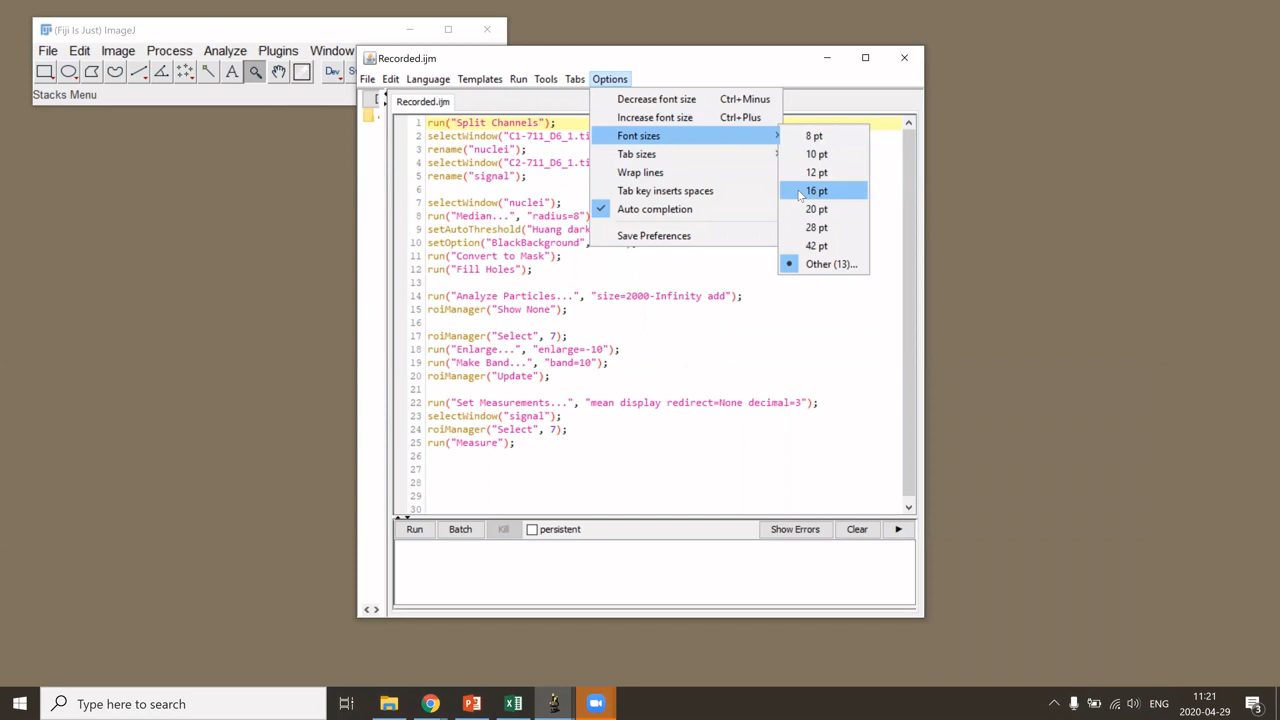 (Fiji Is Just) ImageJ
File Edit Image Process Analyze Plugins Window
Dev
Stacks Menu
Recorded.ijm
File Edit Language Templates Run Tools Tabs Options
Recorded.ijm
Decrease font size Ctrl+Minus
Increase font size Ctrl+Plus
Font sizes
Tab sizes
Wrap lines
Tab key inserts spaces
Auto completion
Save Preferences
8 pt
10 pt
12 pt
16 pt
20 pt
28 pt
42 pt
Other (13)...
1 run("Split Channels");
2 selectWindow("C1-711_D6_1.ti
3 rename("nuclei");
4 selectWindow("C2-711_D6_1.ti
5 rename("signal");
6
7 selectWindow("nuclei");
8 run("Median...", "radius=8")
9 setAutoThreshold("Huang dark
10 setOption("BlackBackground",
11 run("Convert to Mask");
12 run("Fill Holes");
13
14 run("Analyze Particles...", "size=2000-Infinity add");
15 roiManager("Show None");
16
17 roiManager("Select", 7);
18 run("Enlarge...", "enlarge=-10");
19 run("Make Band...", "band=10");
20 roiManager("Update");
21
22 run("Set Measurements...", "mean display redirect=None decimal=3");
23 selectWindow("signal");
24 roiManager("Select", 7);
25 run("Measure");
26
27
28
29
30
Run Batch Kill persistent Show Errors Clear
Type here to search
ENG
11:21
2020-04-29
3